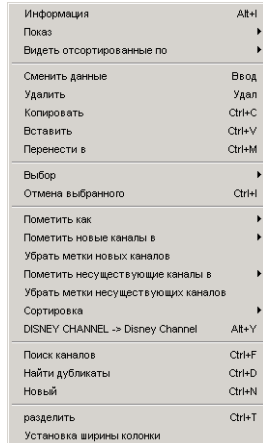 Информация Alt+I
Показ
Видеть отсортированные по
Сменить данные Ввод
Удалить Удал
Копировать Ctrl+C
Вставить Ctrl+V
Перенести в Ctrl+M
Выбор
Отмена выбранного Ctrl+I
Пометить как
Пометить новые каналы в
Убрать метки новых каналов
Пометить несуществующие каналы в
Убрать метки несуществующих каналов
Сортировка
DISNEY CHANNEL -> Disney Channel Alt+Y
Поиск каналов Ctrl+F
Найти дубликаты Ctrl+D
Новый Ctrl+N
разделить Ctrl+T
Установка ширины колонки